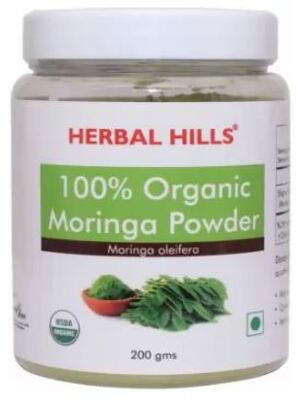 HERBAL HILLS®
100% Organic
Moringa Powder
Moringa oleifera
USDA
ORGANIC
200 gms